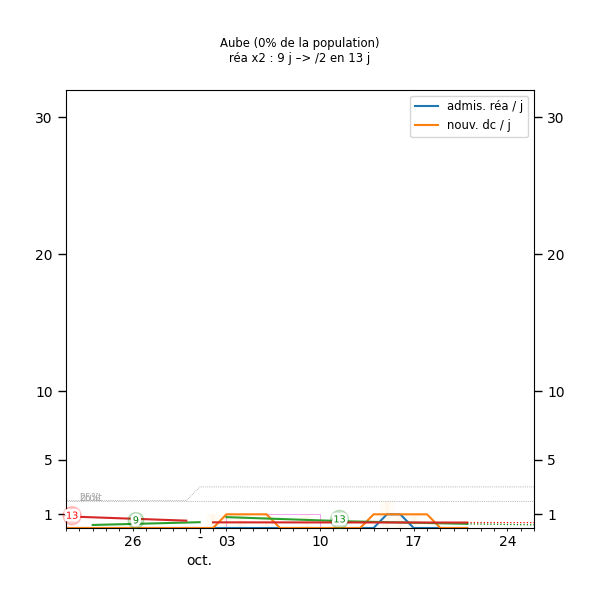 Aube (0% de la population)
réa x2 : 9 j –> /2 en 13 j
admis. réa / j
nouv. dc / j
30 30
20 20
10 10
5 5
1 1
13 9 13
26 - 03 10 17 24
oct.